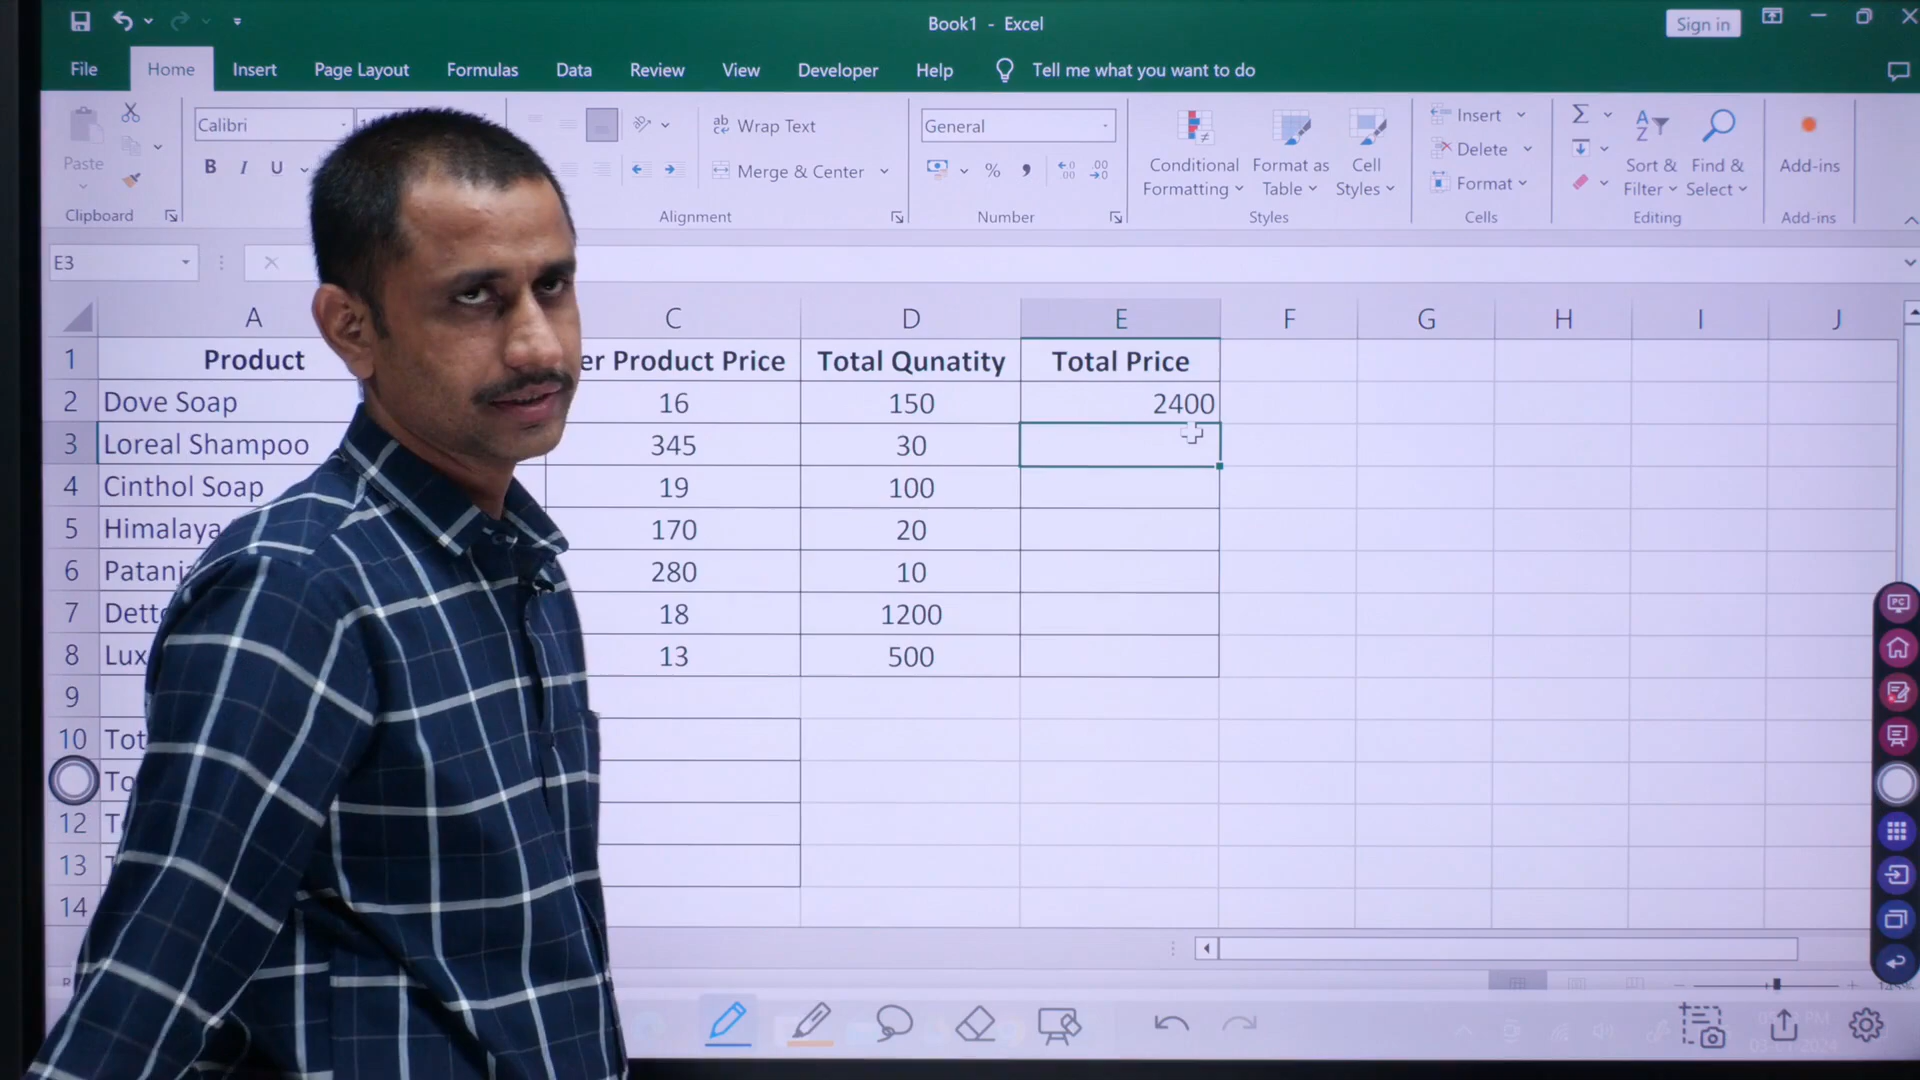 Book1 - Excel
Sign in
File Home Insert Page Layout Formulas Data Review View Developer Help Tell me what you want to do
Calibri
ab Wrap Text
General
Insert
Paste
Delete
B I U
Merge & Center
% ,
Conditional Formatting
Format as Table
Cell Styles
Format
Sort & Filter
Find & Select
Add-ins
Clipboard Alignment Number Styles Cells Editing Add-ins
E3
A C D E F G H I J
1 Product er Product Price Total Qunatity Total Price
2 Dove Soap 16 150 2400
3 Loreal Shampoo 345 30
4 Cinthol Soap 19 100
5 Himalaya 170 20
6 Patanja 280 10
7 Detto 18 1200
8 Lux 13 500
9
10 Tot
To
12 T
13 T
14
PC